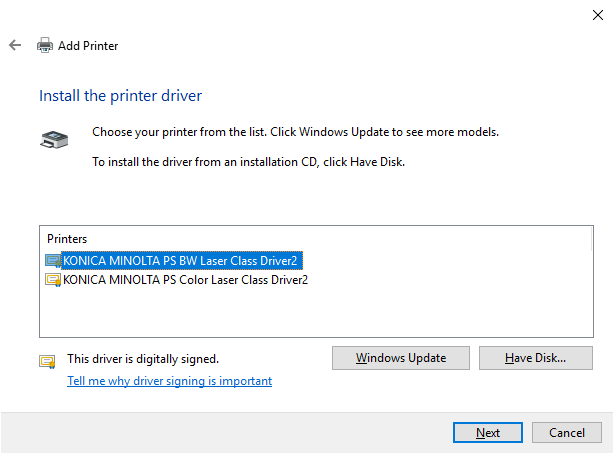 Add Printer
Install the printer driver
Choose your printer from the list. Click Windows Update to see more models.
To install the driver from an installation CD, click Have Disk.
Printers
KONICA MINOLTA PS BW Laser Class Driver2
KONICA MINOLTA PS Color Laser Class Driver2
This driver is digitally signed.
Windows Update
Have Disk...
Tell me why driver signing is important
Next
Cancel